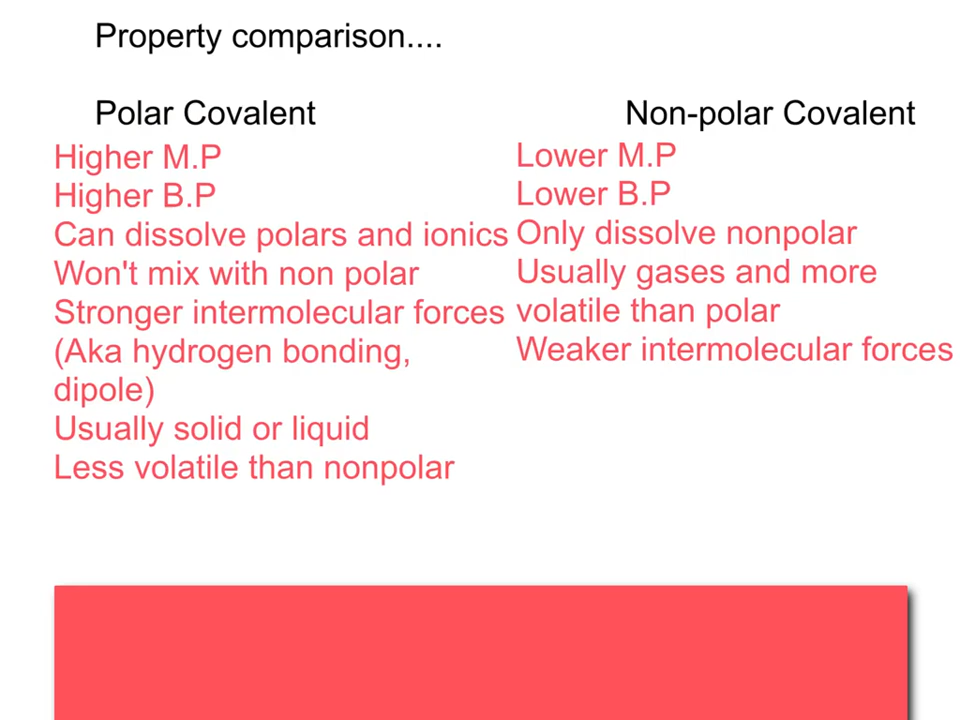 Property comparison....
Polar Covalent
Higher M.P
Higher B.P
Can dissolve polars and ionics
Won't mix with non polar
Stronger intermolecular forces
(Aka hydrogen bonding,
dipole)
Usually solid or liquid
Less volatile than nonpolar
Non-polar Covalent
Lower M.P
Lower B.P
Only dissolve nonpolar
Usually gases and more
volatile than polar
Weaker intermolecular forces